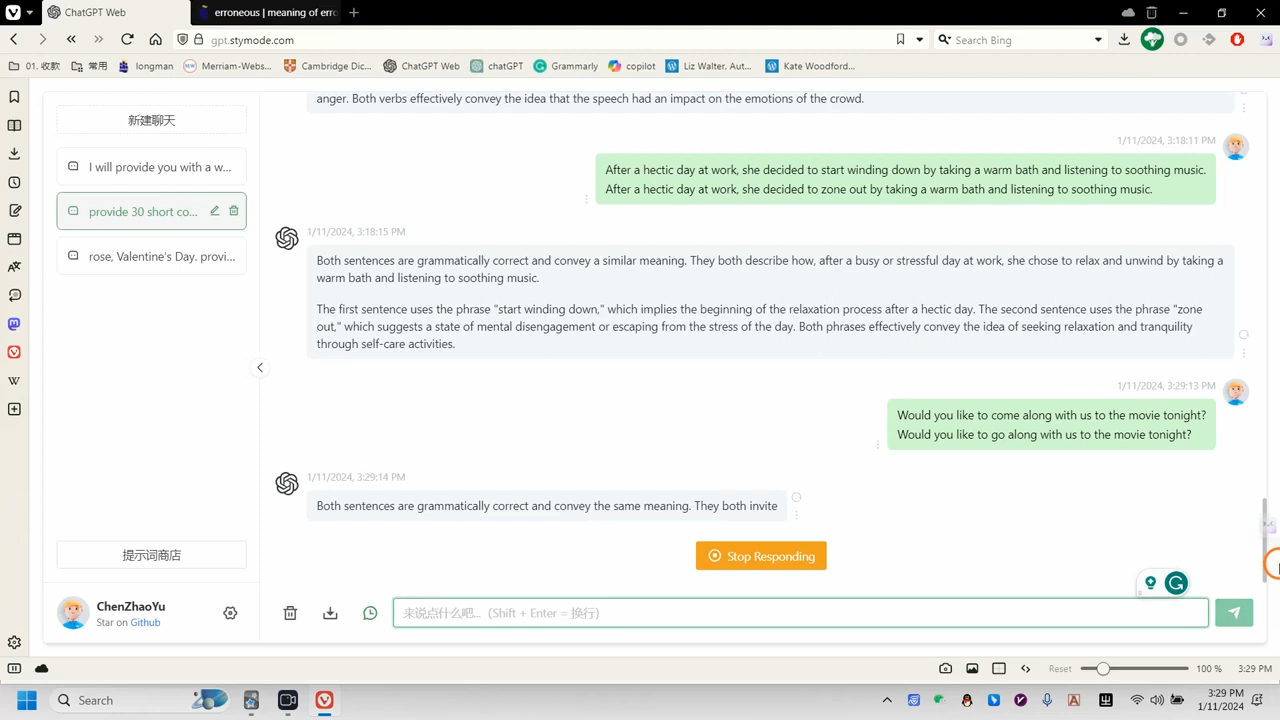 ChatGPT Web
erroneous | meaning of erro
gpt.stymode.com
Search Bing
01. 收款
常用
longman
Merriam-Webs...
Cambridge Dic...
ChatGPT Web
chatGPT
Grammarly
copilot
Liz Walter, Aut...
Kate Woodford...
新建聊天
I will provide you with a w...
provide 30 short co...
rose, Valentine's Day. provi...
提示词商店
ChenZhaoYu
Star on Github
anger. Both verbs effectively convey the idea that the speech had an impact on the emotions of the crowd.
1/11/2024, 3:18:11 PM
After a hectic day at work, she decided to start winding down by taking a warm bath and listening to soothing music.
After a hectic day at work, she decided to zone out by taking a warm bath and listening to soothing music.
1/11/2024, 3:18:15 PM
Both sentences are grammatically correct and convey a similar meaning. They both describe how, after a busy or stressful day at work, she chose to relax and unwind by taking a
warm bath and listening to soothing music.
The first sentence uses the phrase "start winding down," which implies the beginning of the relaxation process after a hectic day. The second sentence uses the phrase "zone
out," which suggests a state of mental disengagement or escaping from the stress of the day. Both phrases effectively convey the idea of seeking relaxation and tranquility
through self-care activities.
1/11/2024, 3:29:13 PM
Would you like to come along with us to the movie tonight?
Would you like to go along with us to the movie tonight?
1/11/2024, 3:29:14 PM
Both sentences are grammatically correct and convey the same meaning. They both invite
Stop Responding
来说点什么吧...（Shift + Enter = 换行）
Reset
100 %
3:29 PM
Search
3:29 PM
1/11/2024